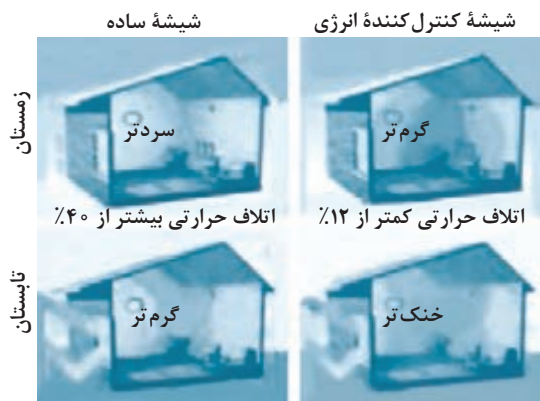 شیشهٔ کنترل‌کنندهٔ انرژی شیشهٔ ساده
زمستان
گرم‌تر سردتر
اتلاف حرارتی کمتر از ۱۲٪ اتلاف حرارتی بیشتر از ۴۰٪
تابستان
خنک‌تر گرم‌تر